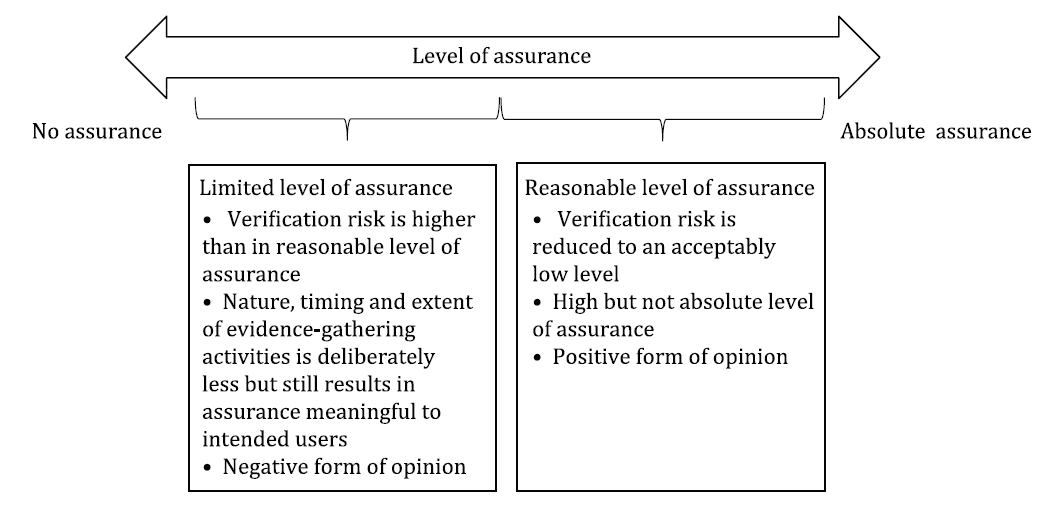 Level of assurance
No assurance
Absolute assurance
Limited level of assurance
• Verification risk is higher
than in reasonable level of
assurance
• Nature, timing and extent
of evidence-gathering
activities is deliberately
less but still results in
assurance meaningful to
intended users
• Negative form of opinion
Reasonable level of assurance
• Verification risk is
reduced to an acceptably
low level
• High but not absolute level
of assurance
• Positive form of opinion